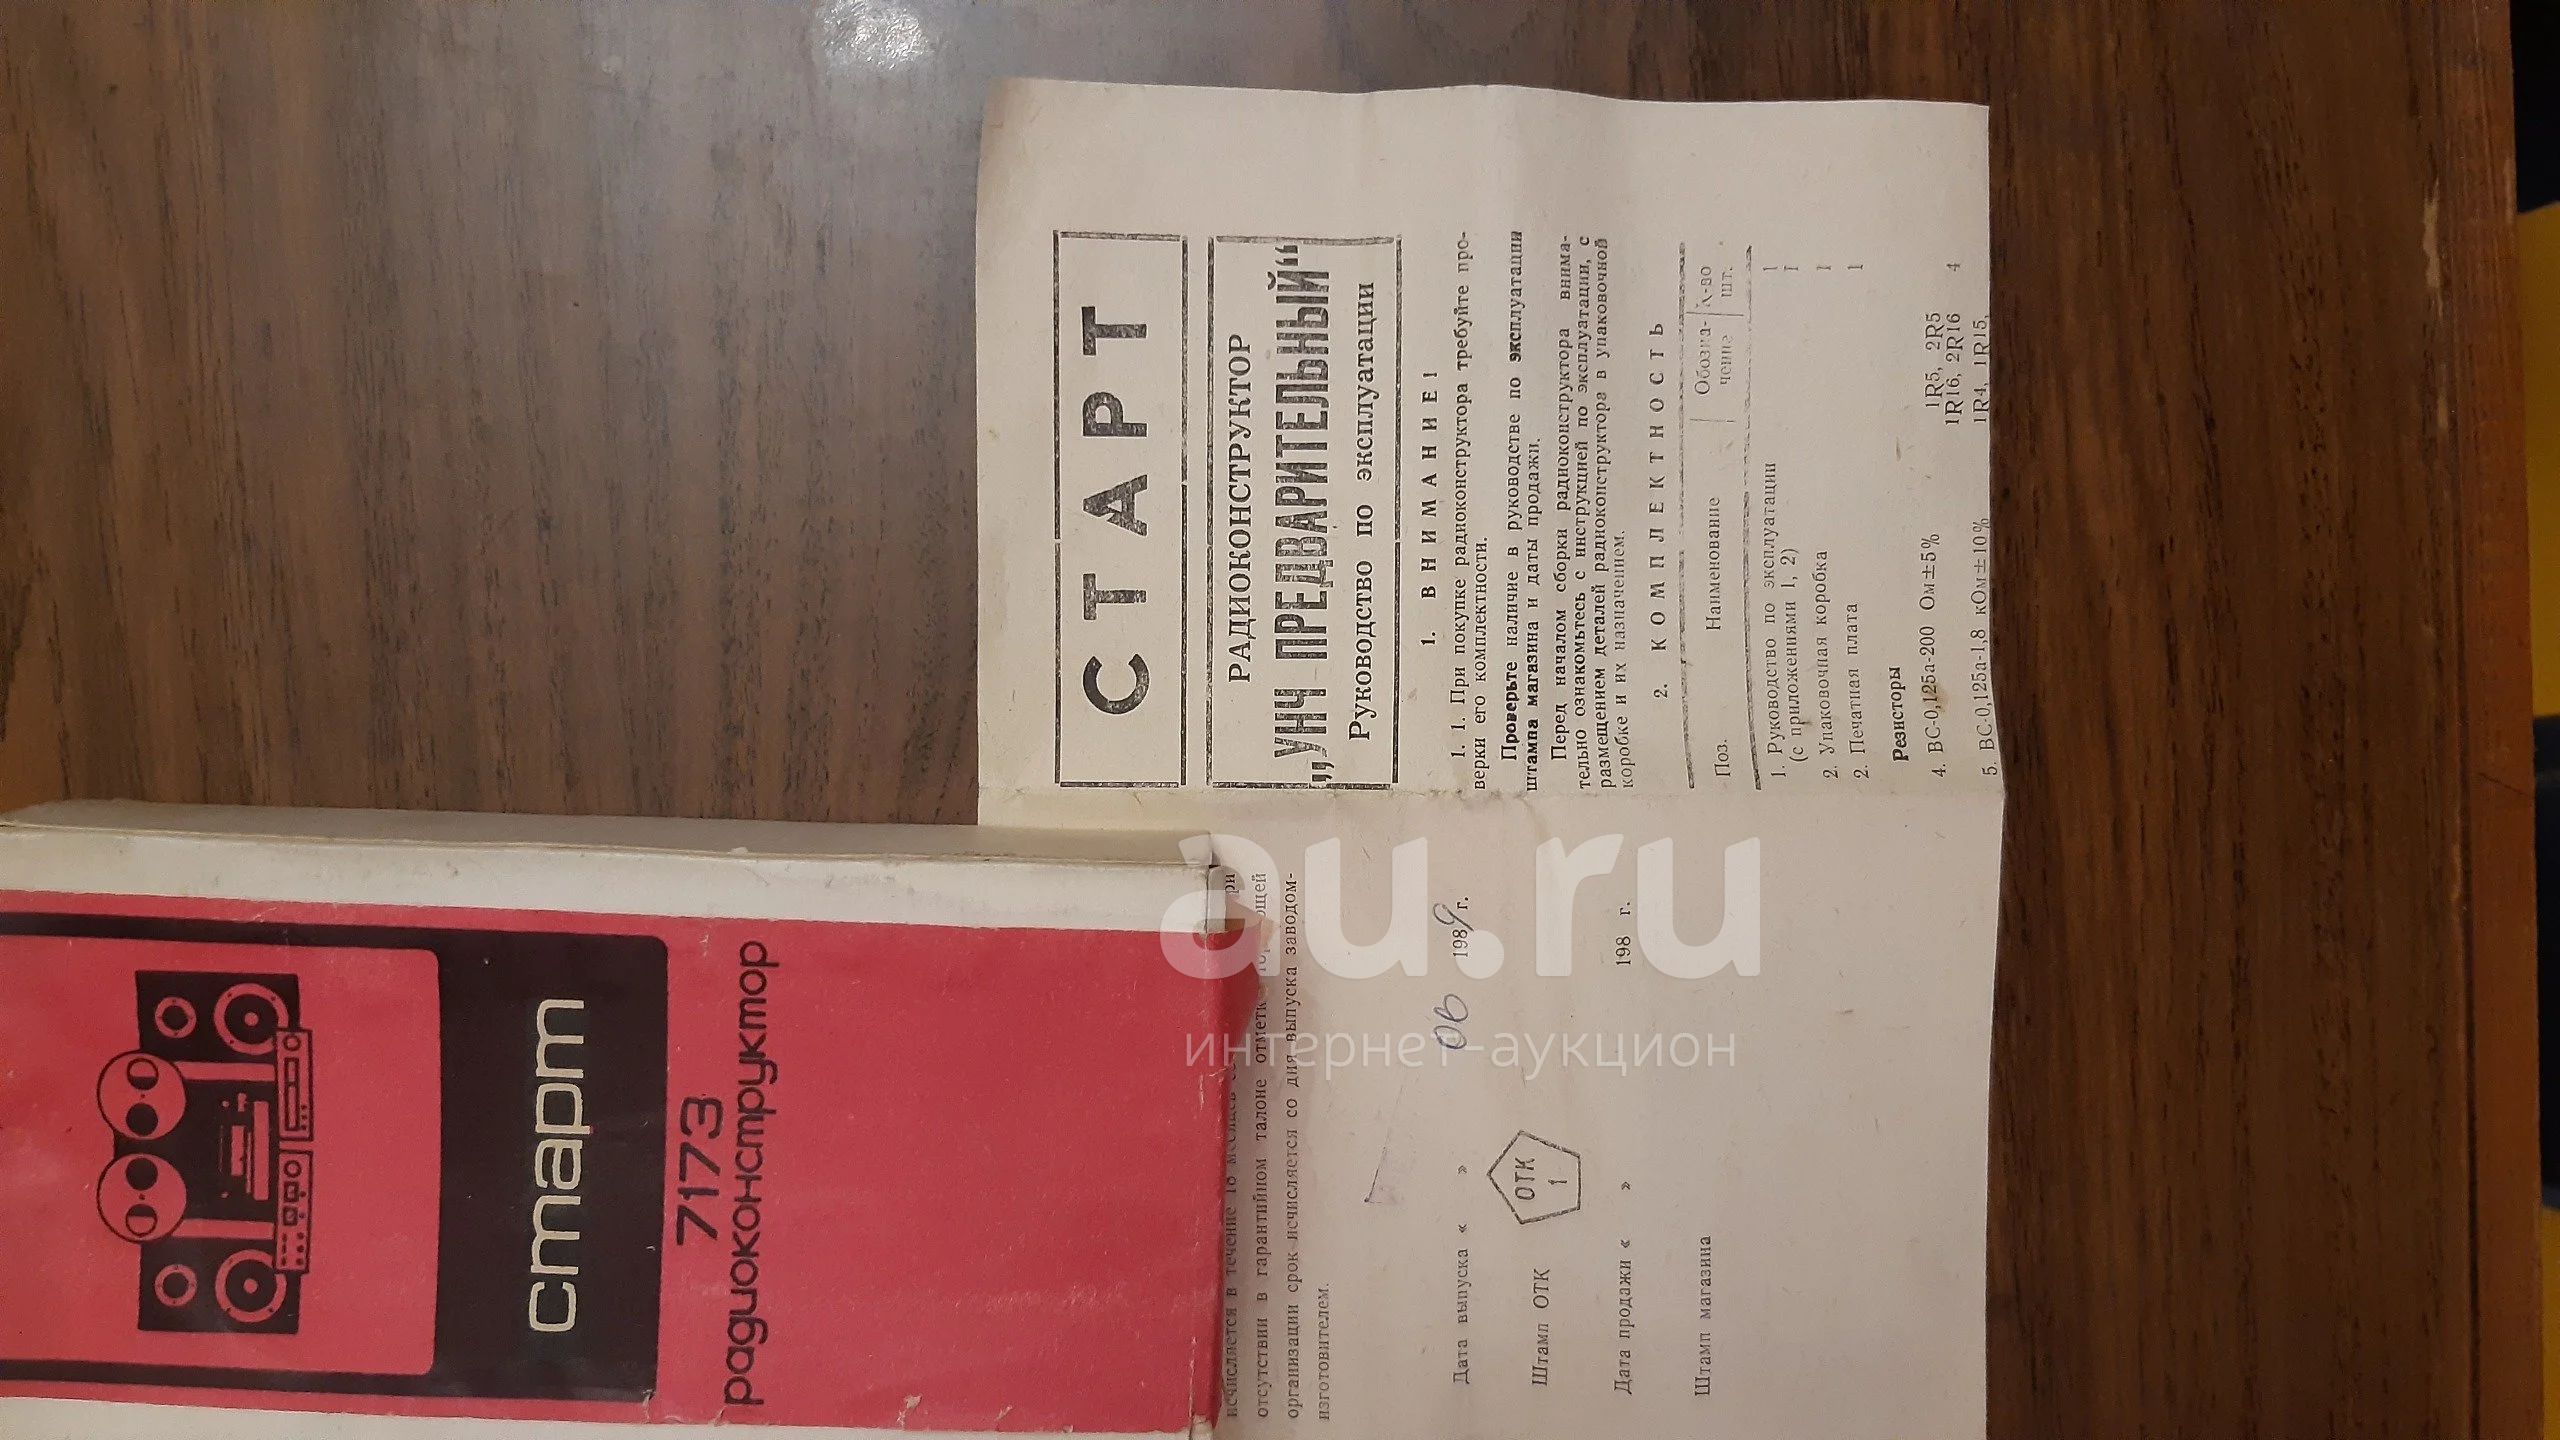 старт
7173
радиоконструктор
отсутствии в гарантийном талоне
организации срок исчисляется со дня выпуска заводом-
изготовителем.
Дата выпуска « » 06 1989 г.
Штамп ОТК
ОТК
1
Дата продажи « » 198 г.
Штамп магазина
СТАРТ
РАДИОКОНСТРУКТОР
„УНЧ ПРЕДВАРИТЕЛЬНЫЙ“
Руководство по эксплуатации
1. ВНИМАНИЕ!
1. 1. При покупке радиоконструктора требуйте про-
верки его комплектности.
Проверьте наличие в руководстве по эксплуатации
штампа магазина и даты продажи.
Перед началом сборки радиоконструктора внима-
тельно ознакомьтесь с инструкцией по эксплуатации, с
размещением деталей радиоконструктора в упаковочной
коробке и их назначением.
2. КОМПЛЕКТНОСТЬ
Поз. Наименование Обозна- К-во
чение шт.
1. Руководство по эксплуатации 1
(с приложениями 1, 2) 1
2. Упаковочная коробка 1
2. Печатная плата 1
Резисторы
1R5, 2R5
4. ВС-0,125а-200 Ом±5% 1R16, 2R16 4
5. ВС-0,125а-1,8 кОм±10% 1R4, 1R15,
au.ru
интернет-аукцион